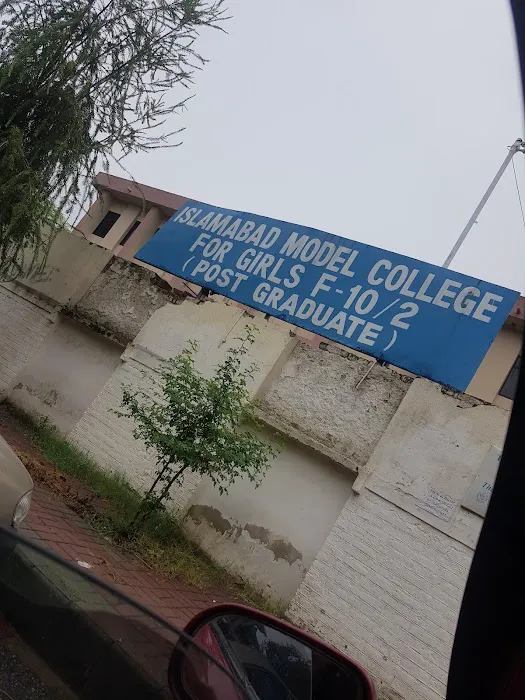 ISLAMABAD MODEL COLLEGE
FOR GIRLS F-10/2
(POST GRADUATE)